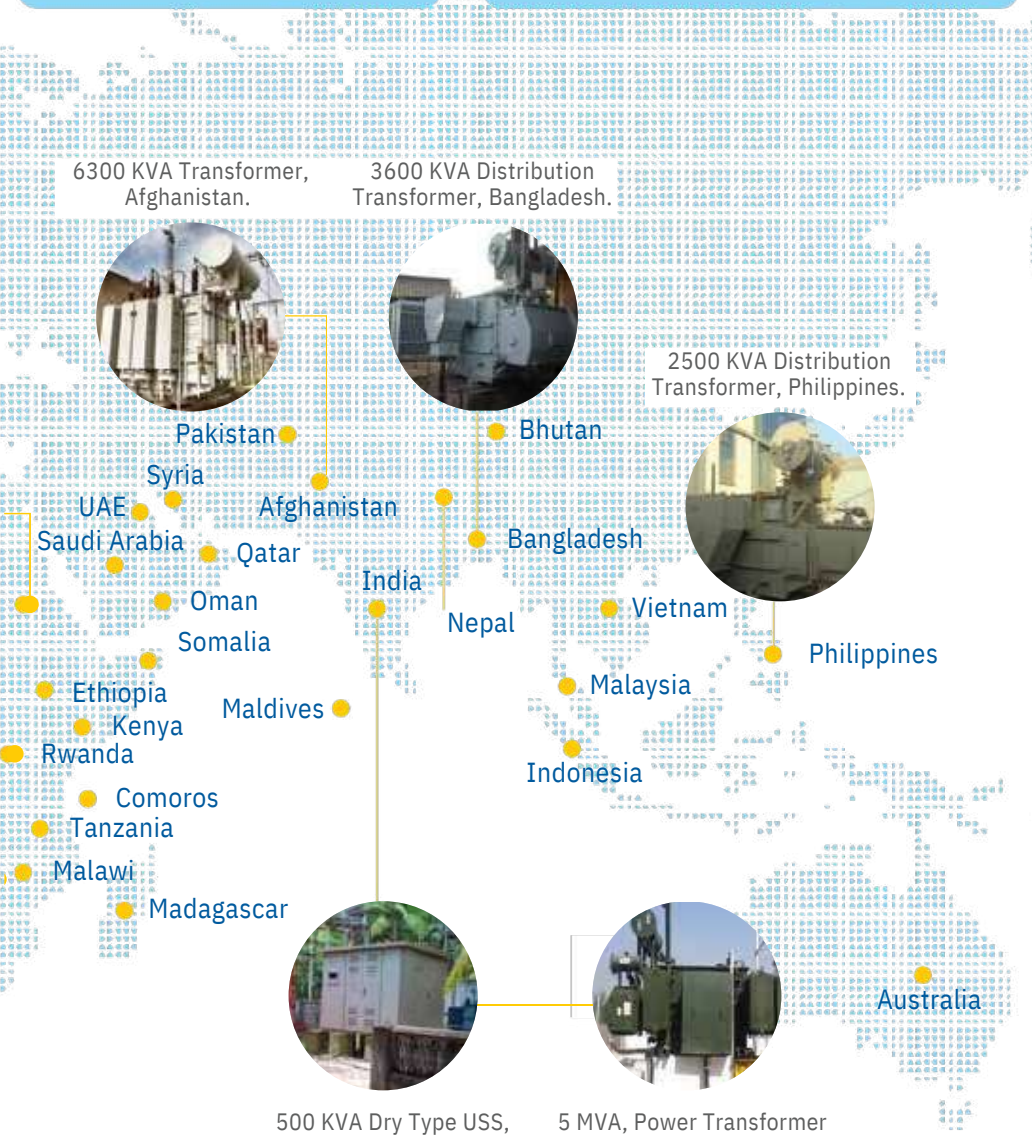 6300 KVA Transformer,
Afghanistan.
3600 KVA Distribution
Transformer, Bangladesh.
2500 KVA Distribution
Transformer, Philippines.
Pakistan
Bhutan
Syria
UAE
Afghanistan
Saudi Arabia
Qatar
Bangladesh
India
Oman
Nepal
Vietnam
Somalia
Philippines
Ethiopia
Malaysia
Maldives
Kenya
Rwanda
Indonesia
Comoros
Tanzania
Malawi
Madagascar
Australia
500 KVA Dry Type USS,
5 MVA, Power Transformer